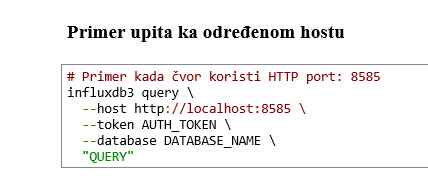 Primer upita ka određenom hostu
# Primer kada čvor koristi HTTP port: 8585
influxdb3 query \
  --host http://localhost:8585 \
  --token AUTH_TOKEN \
  --database DATABASE_NAME \
  "QUERY"